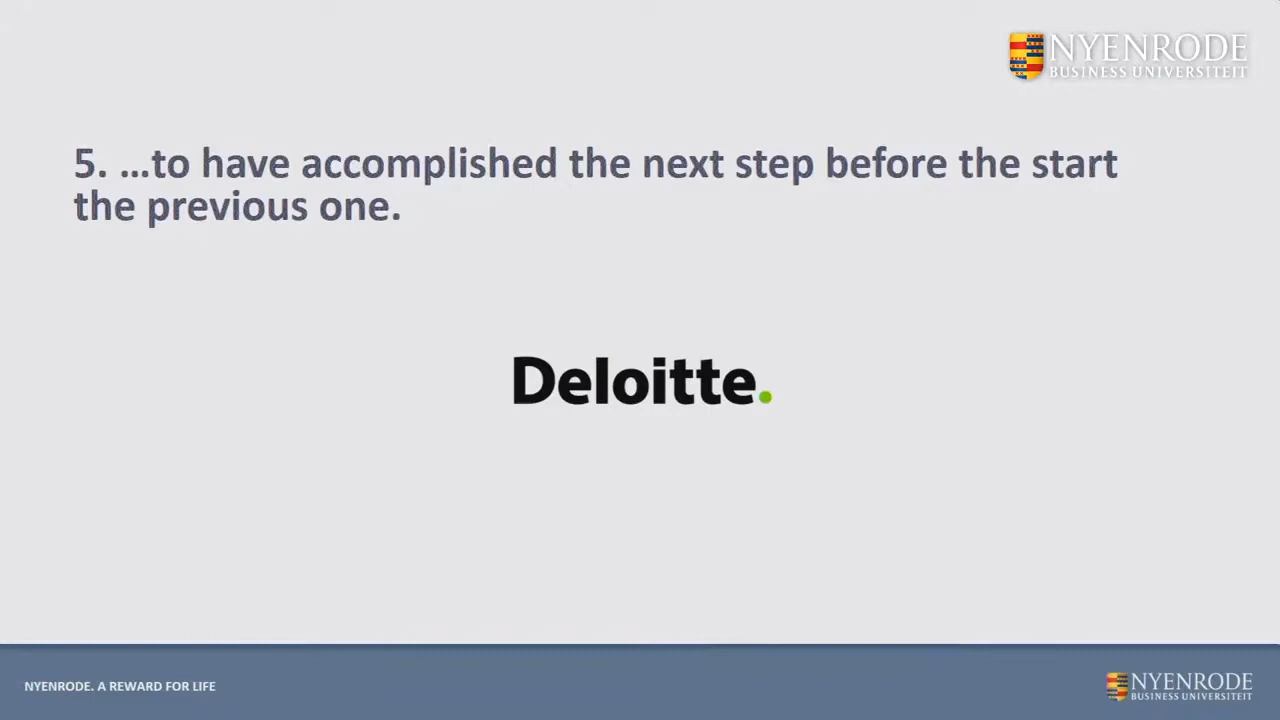 NYENRODE
BUSINESS UNIVERSITEIT
5. ...to have accomplished the next step before the start
the previous one.
Deloitte.
NYENRODE. A REWARD FOR LIFE
NYENRODE
BUSINESS UNIVERSITEIT